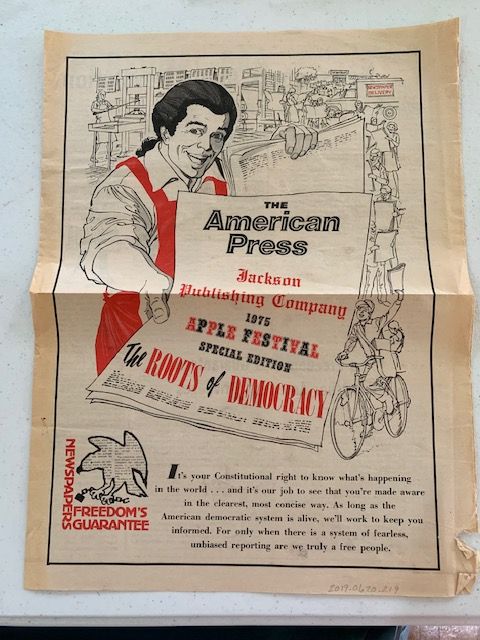 NEWSPAPER
DELIVERY
THE
American
Press
Jackson
Publishing Company
1975
APPLE FESTIVAL
SPECIAL EDITION
The ROOTS of DEMOCRACY
NEWSPAPERS
FREEDOM'S
GUARANTEE
It's your Constitutional right to know what's happening
in the world . . . and it's our job to see that you're made aware
in the clearest, most concise way. As long as the
American democratic system is alive, we'll work to keep you
informed. For only when there is a system of fearless,
unbiased reporting are we truly a free people.
2019.0670.219